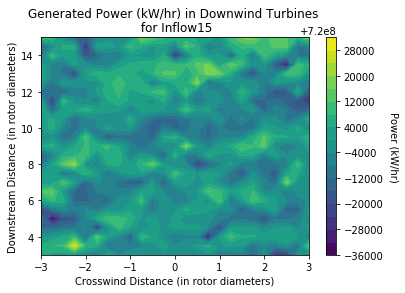 Generated Power (kW/hr) in Downwind Turbines
for Inflow15
+7.2e8
14
12
10
8
6
4
Downstream Distance (in rotor diameters)
−3 −2 −1 0 1 2 3
Crosswind Distance (in rotor diameters)
28000
20000
12000
4000
−4000
−12000
−20000
−28000
−36000
Power (kW/hr)